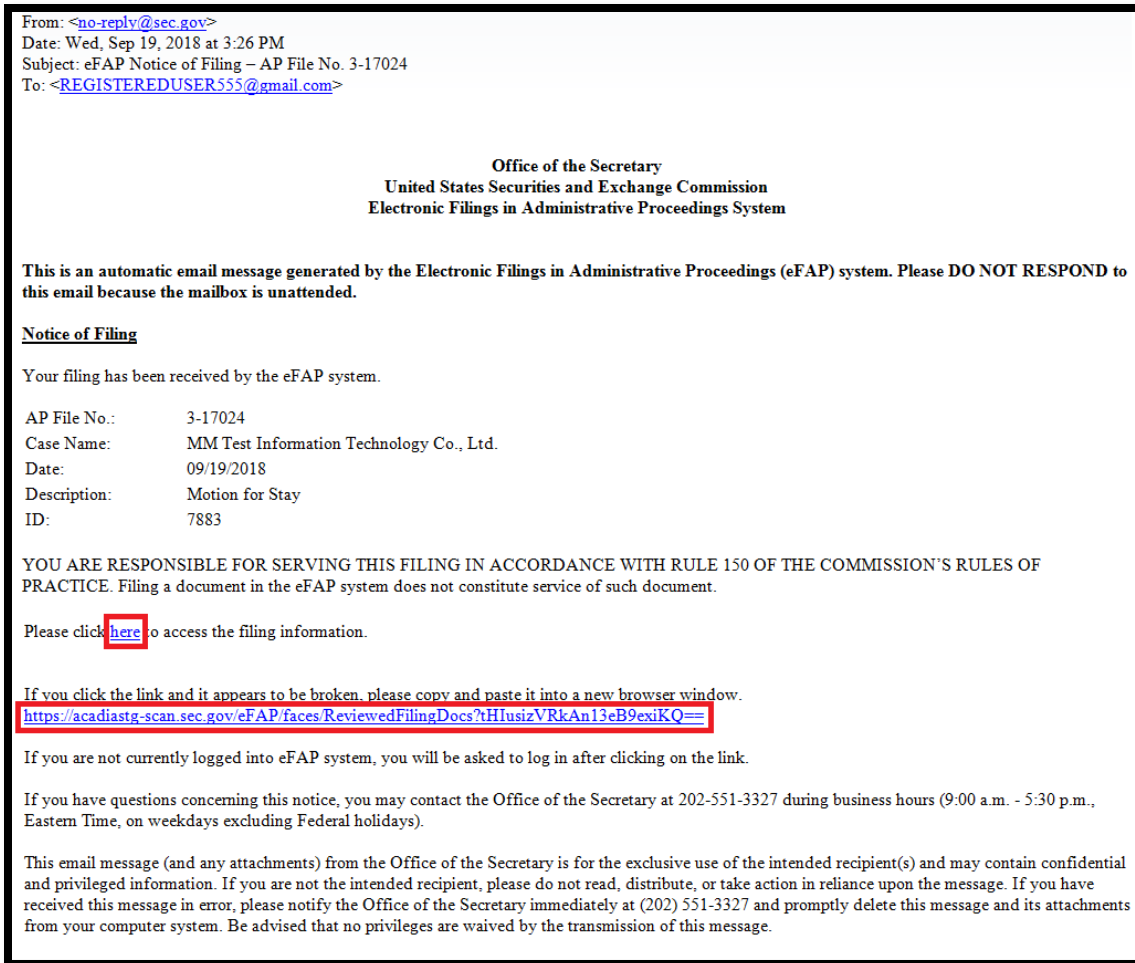 From: <no-reply@sec.gov>
Date: Wed, Sep 19, 2018 at 3:26 PM
Subject: eFAP Notice of Filing – AP File No. 3-17024
To: <REGISTEREDUSER555@gmail.com>
Office of the Secretary
United States Securities and Exchange Commission
Electronic Filings in Administrative Proceedings System
This is an automatic email message generated by the Electronic Filings in Administrative Proceedings (eFAP) system. Please DO NOT RESPOND to
this email because the mailbox is unattended.
Notice of Filing
Your filing has been received by the eFAP system.
AP File No.: 3-17024
Case Name: MM Test Information Technology Co., Ltd.
Date: 09/19/2018
Description: Motion for Stay
ID: 7883
YOU ARE RESPONSIBLE FOR SERVING THIS FILING IN ACCORDANCE WITH RULE 150 OF THE COMMISSION’S RULES OF
PRACTICE. Filing a document in the eFAP system does not constitute service of such document.
Please click here to access the filing information.
If you click the link and it appears to be broken, please copy and paste it into a new browser window.
https://acadiastg-scan.sec.gov/eFAP/faces/ReviewedFilingDocs?tHIusizVRkAn13eB9exiKQ==
If you are not currently logged into eFAP system, you will be asked to log in after clicking on the link.
If you have questions concerning this notice, you may contact the Office of the Secretary at 202-551-3327 during business hours (9:00 a.m. - 5:30 p.m.,
Eastern Time, on weekdays excluding Federal holidays).
This email message (and any attachments) from the Office of the Secretary is for the exclusive use of the intended recipient(s) and may contain confidential
and privileged information. If you are not the intended recipient, please do not read, distribute, or take action in reliance upon the message. If you have
received this message in error, please notify the Office of the Secretary immediately at (202) 551-3327 and promptly delete this message and its attachments
from your computer system. Be advised that no privileges are waived by the transmission of this message.